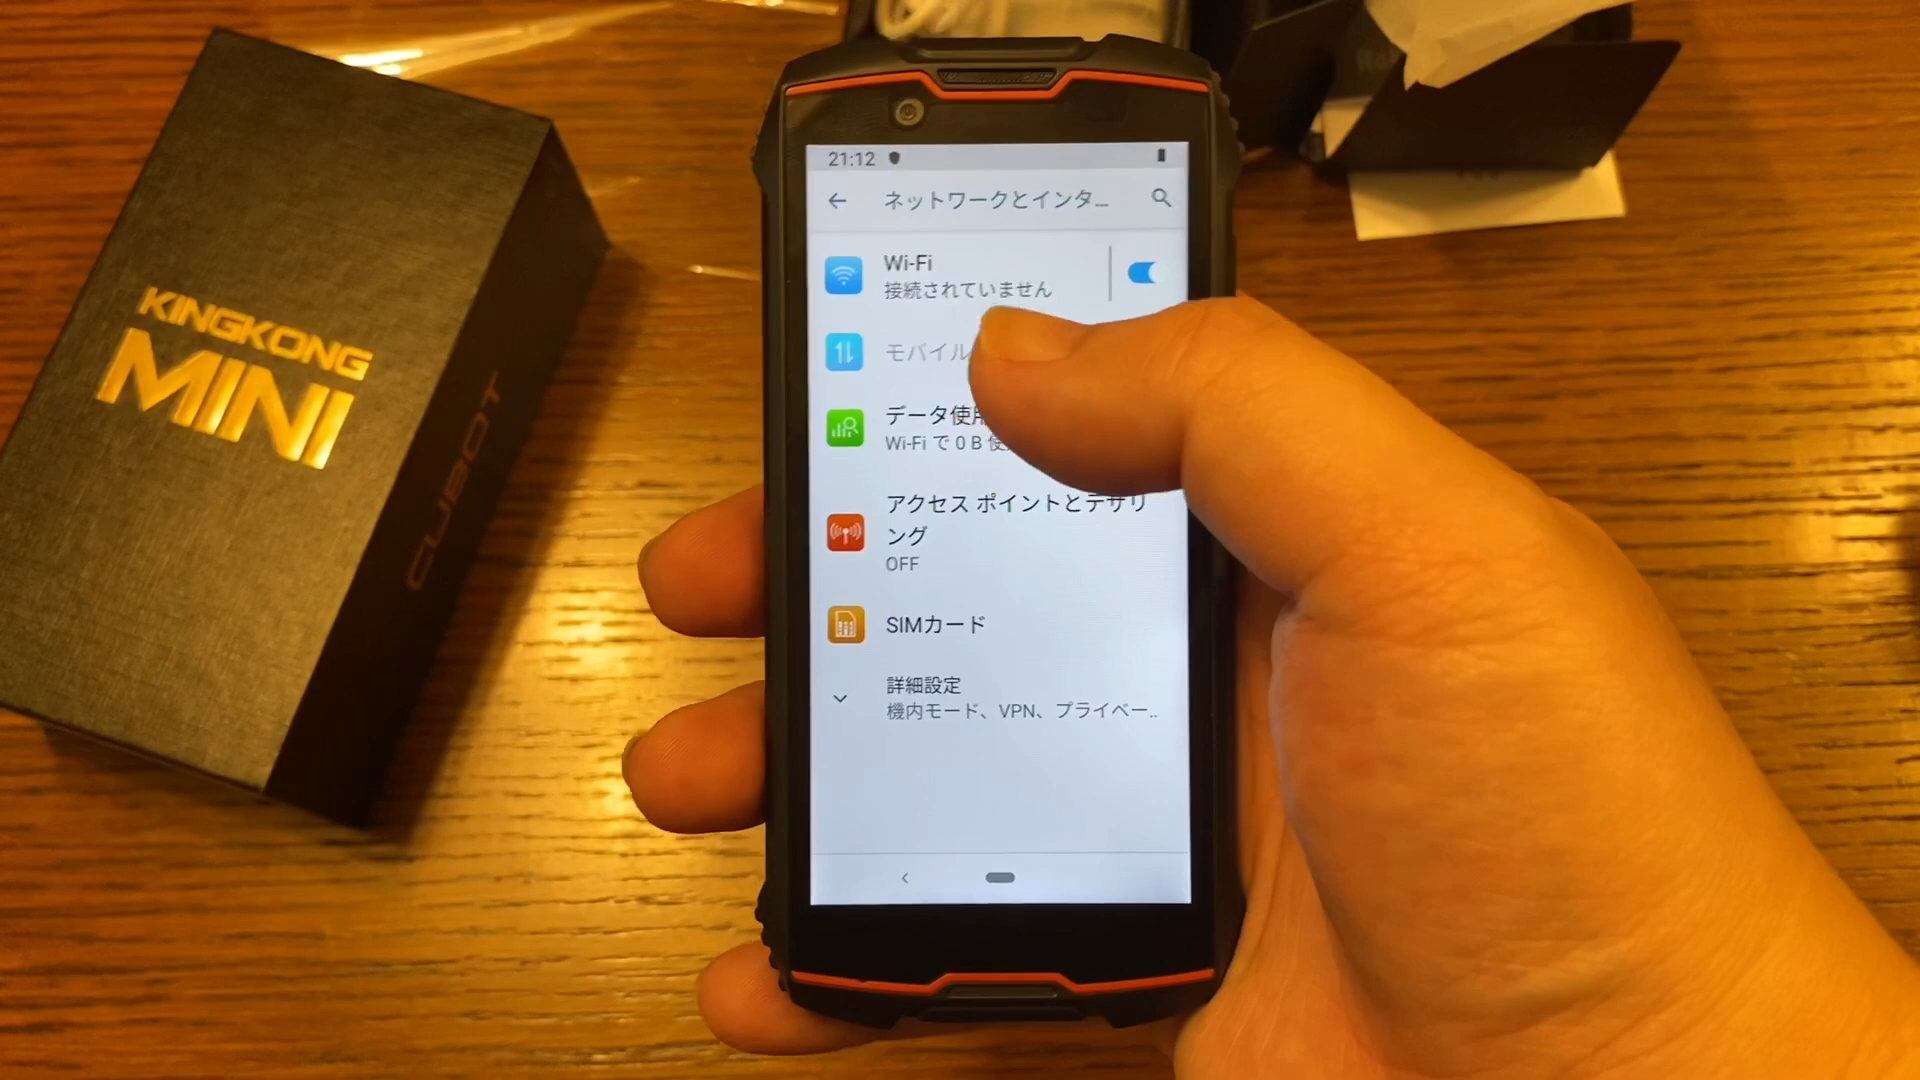 KINGKONG
MINI
CUBOT
21:12
ネットワークとインタ...
Wi-Fi
接続されていません
モバイル
データ使用
Wi-Fi で 0 B 使
アクセス ポイントとテザリ
ング
OFF
SIMカード
詳細設定
機内モード、VPN、プライベー..